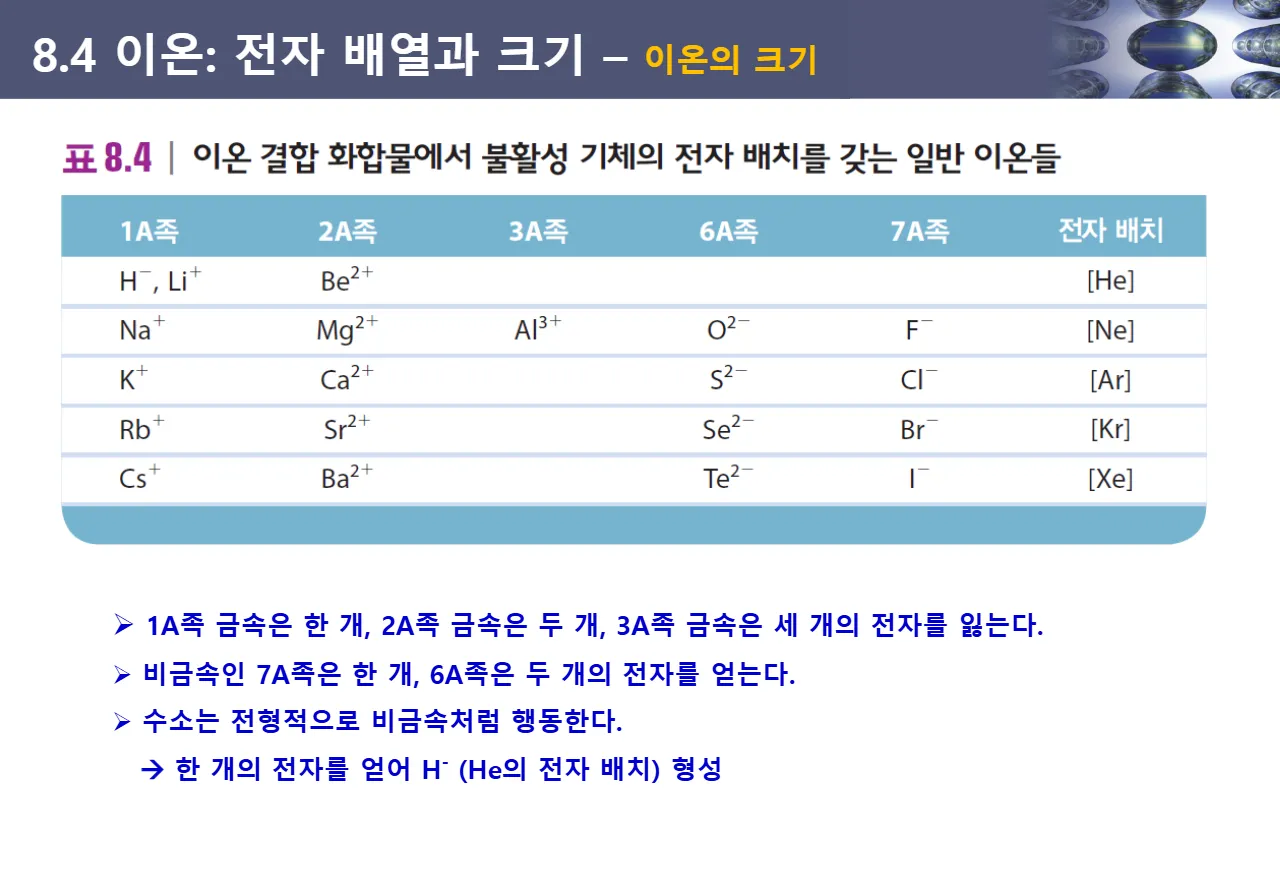 8.4 이온: 전자 배열과 크기 – 이온의 크기
표 8.4 | 이온 결합 화합물에서 불활성 기체의 전자 배치를 갖는 일반 이온들
1A족 2A족 3A족 6A족 7A족 전자 배치
H⁻, Li⁺ Be²⁺ [He]
Na⁺ Mg²⁺ Al³⁺ O²⁻ F⁻ [Ne]
K⁺ Ca²⁺ S²⁻ Cl⁻ [Ar]
Rb⁺ Sr²⁺ Se²⁻ Br⁻ [Kr]
Cs⁺ Ba²⁺ Te²⁻ I⁻ [Xe]
➢ 1A족 금속은 한 개, 2A족 금속은 두 개, 3A족 금속은 세 개의 전자를 잃는다.
➢ 비금속인 7A족은 한 개, 6A족은 두 개의 전자를 얻는다.
➢ 수소는 전형적으로 비금속처럼 행동한다.
→ 한 개의 전자를 얻어 H⁻ (He의 전자 배치) 형성